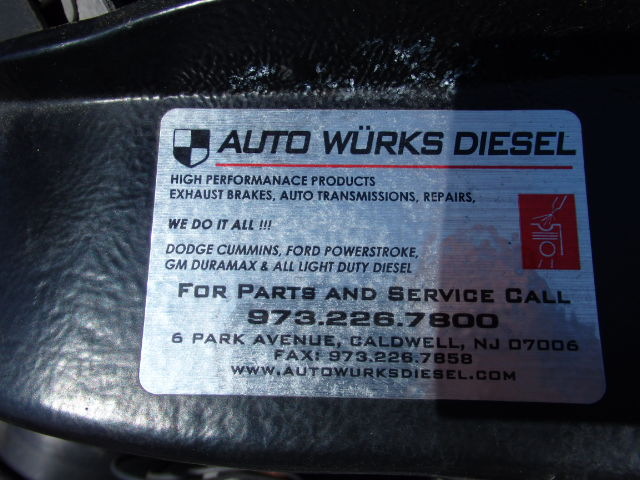 AUTO WÜRKS DIESEL
HIGH PERFORMANACE PRODUCTS
EXHAUST BRAKES, AUTO TRANSMISSIONS, REPAIRS,
WE DO IT ALL !!!
DODGE CUMMINS, FORD POWERSTROKE,
GM DURAMAX & ALL LIGHT DUTY DIESEL
FOR PARTS AND SERVICE CALL
973.226.7800
6 PARK AVENUE, CALDWELL, NJ 07006
FAX: 973.226.7858
WWW.AUTOWURKSDIESEL.COM